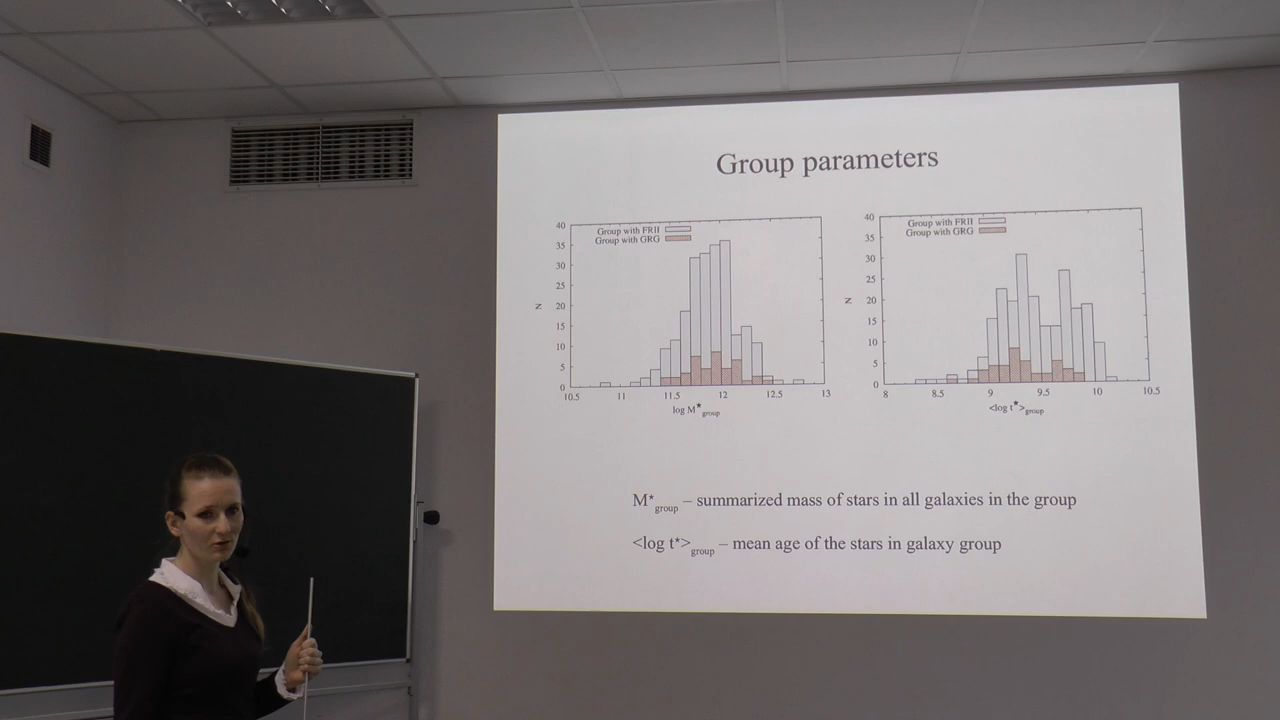 Group parameters
40
35
30
25
20
15
10
5
0
N
Group with FRII
Group with GRG
10.5 11 11.5 12 12.5 13
log M★group
40
35
30
25
20
15
10
5
0
N
Group with FRII
Group with GRG
8 8.5 9 9.5 10 10.5
<log t★>group
M★group – summarized mass of stars in all galaxies in the group
<log t★>group – mean age of the stars in galaxy group